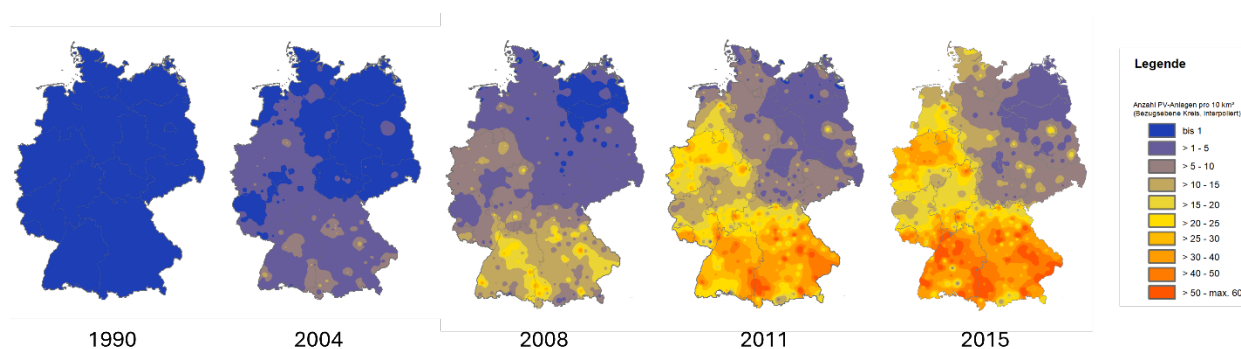 1990
2004
2008
2011
2015
Legende
Anzahl PV-Anlagen pro 10 km²
(Bezugsebene Kreis, interpoliert)
bis 1
> 1 - 5
> 5 - 10
> 10 - 15
> 15 - 20
> 20 - 25
> 25 - 30
> 30 - 40
> 40 - 50
> 50 - max. 60